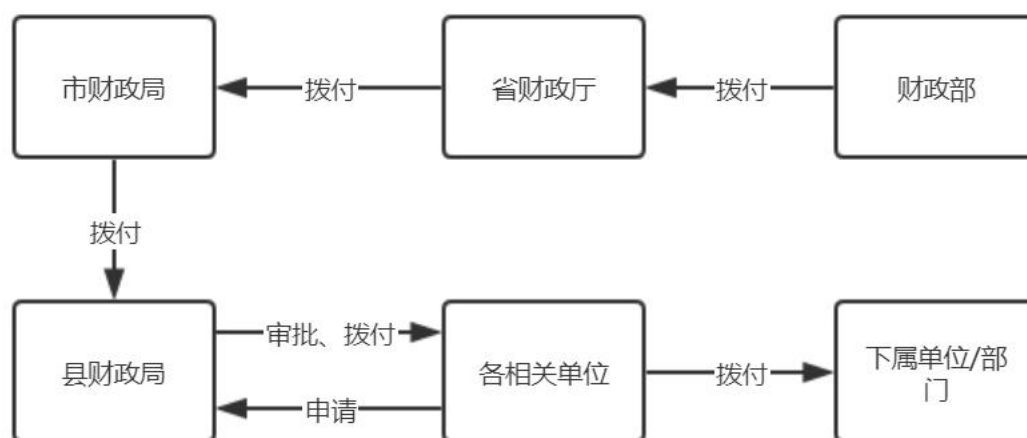 市财政局
拨付
省财政厅
拨付
财政部
拨付
县财政局
审批、拨付
申请
各相关单位
拨付
下属单位/部
门